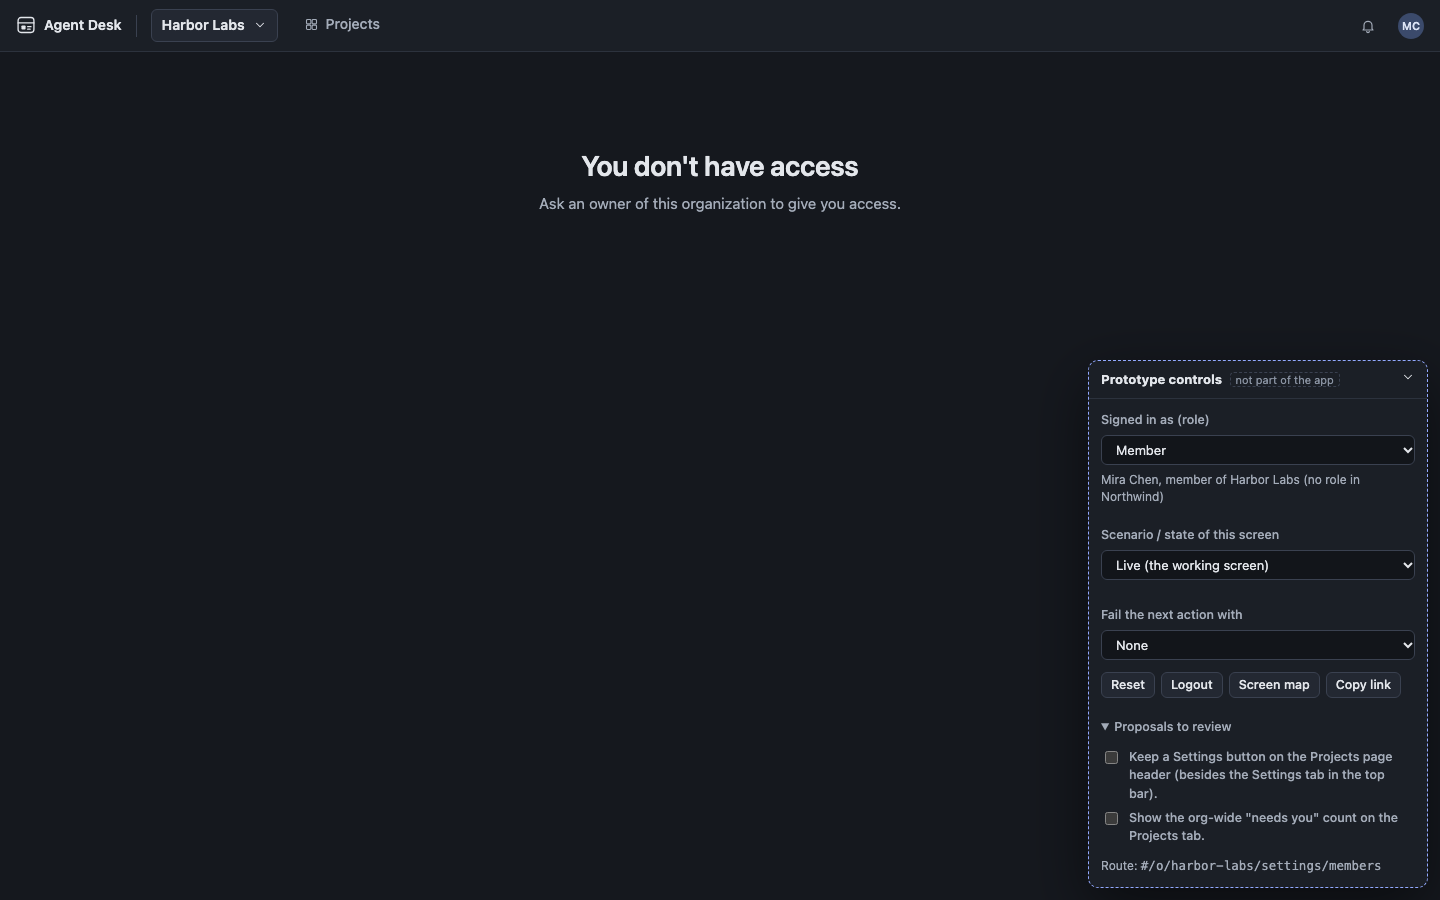 Agent Desk
Harbor Labs
Projects
MC
You don't have access
Ask an owner of this organization to give you access.
Prototype controls
not part of the app
Signed in as (role)
Member
Mira Chen, member of Harbor Labs (no role in
Northwind)
Scenario / state of this screen
Live (the working screen)
Fail the next action with
None
Reset
Logout
Screen map
Copy link
Proposals to review
Keep a Settings button on the Projects page
header (besides the Settings tab in the top
bar).
Show the org-wide "needs you" count on the
Projects tab.
Route: #/o/harbor-labs/settings/members